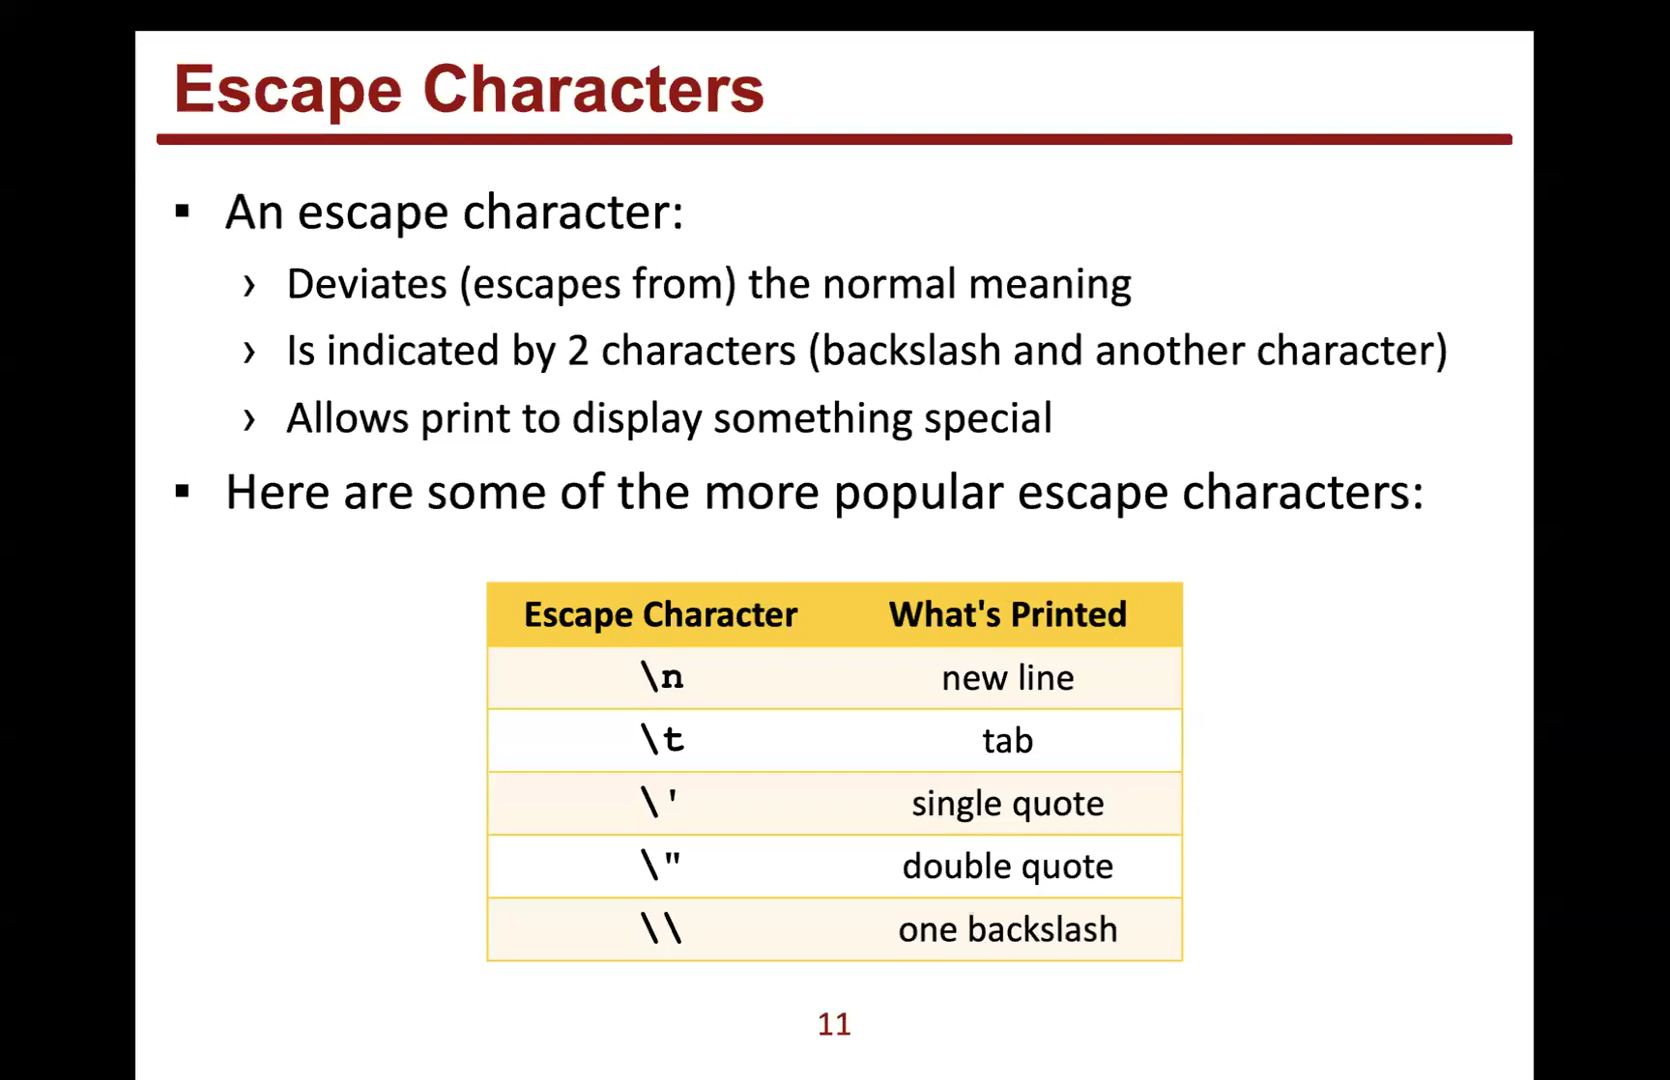 Escape Characters
▪ An escape character:
› Deviates (escapes from) the normal meaning
› Is indicated by 2 characters (backslash and another character)
› Allows print to display something special
▪ Here are some of the more popular escape characters:
Escape Character What's Printed
\n new line
\t tab
\' single quote
\" double quote
\\ one backslash
11